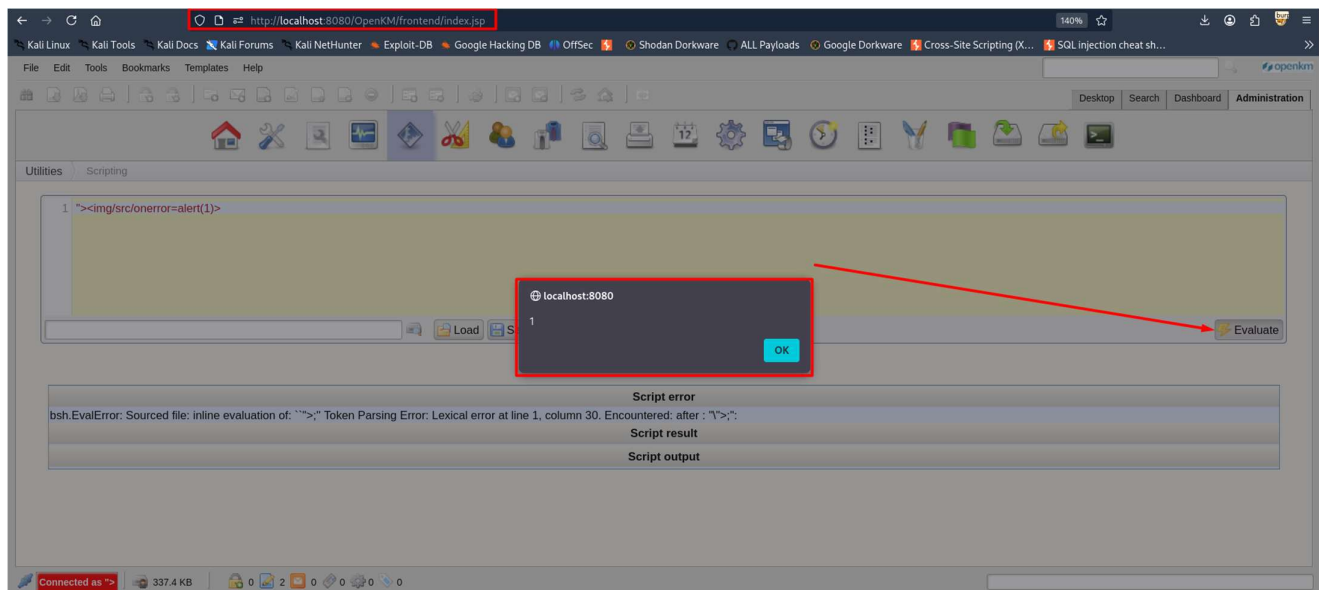 http://localhost:8080/OpenKM/frontend/index.jsp 140%
Kali Linux Kali Tools Kali Docs Kali Forums Kali NetHunter Exploit-DB Google Hacking DB OffSec Shodan Dorkware ALL Payloads Google Dorkware Cross-Site Scripting (X… SQL injection cheat sh…
File Edit Tools Bookmarks Templates Help openkm
Desktop Search Dashboard Administration
Utilities Scripting
1 "><img/src/onerror=alert(1)>
localhost:8080
1
OK
Load S Evaluate
Script error
bsh.EvalError: Sourced file: inline evaluation of: ``">;'' Token Parsing Error: Lexical error at line 1, column 30. Encountered: after : "\">;":
Script result
Script output
Connected as "> 337.4 KB 0 2 0 0 0 0